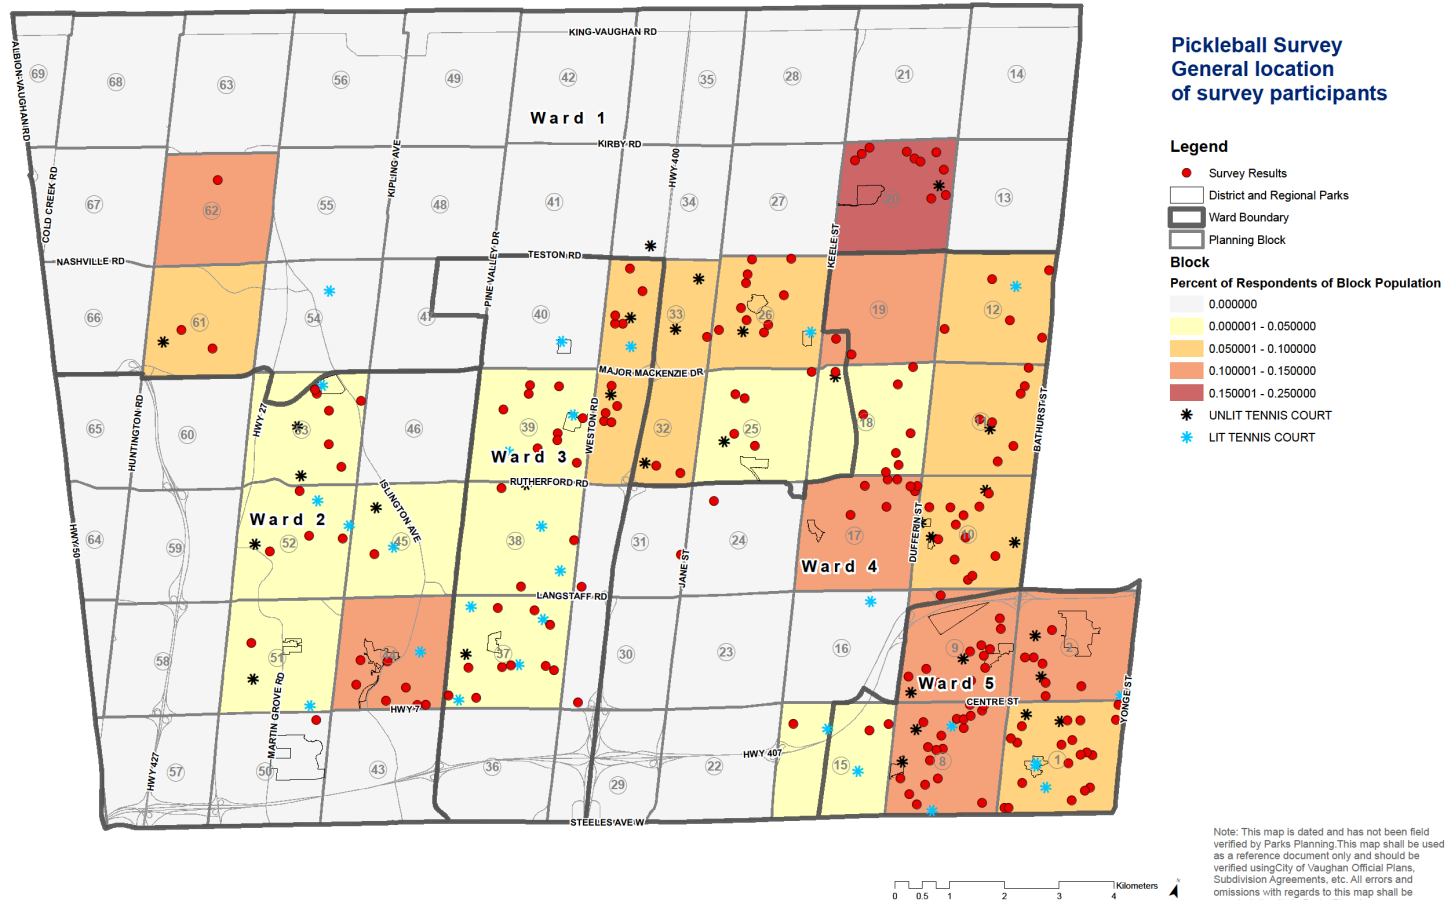 Pickleball Survey
General location
of survey participants
Legend
Survey Results
District and Regional Parks
Ward Boundary
Planning Block
Block
Percent of Respondents of Block Population
0.000000
0.000001 - 0.050000
0.050001 - 0.100000
0.100001 - 0.150000
0.150001 - 0.250000
UNLIT TENNIS COURT
LIT TENNIS COURT
KING-VAUGHAN RD
ALBION-VAUGHAN RD
69
68
63
56
49
42
35
28
21
14
Ward 1
KIRBY RD
KIPLING AVE
HWY 400
COLD CREEK RD
67
62
55
48
41
34
27
20
13
KEELE ST
PINE VALLEY DR
TESTON RD
NASHVILLE RD
66
61
54
47
40
33
26
19
12
MAJOR MACKENZIE DR
HUNTINGTON RD
HWY 27
WESTON RD
BATHURST ST
65
60
53
46
39
32
25
18
11
Ward 3
RUTHERFORD RD
ISLINGTON AVE
Ward 2
HWY 50
64
59
52
45
38
31
24
17
10
JANE ST
DUFFERIN ST
Ward 4
LANGSTAFF RD
58
51
44
37
30
23
16
9
2
Ward 5
MARTIN GROVE RD
HWY 7
CENTRE ST
YONGE ST
HWY 427
57
50
43
36
29
22
15
8
1
HWY 407
STEELES AVE W
Note: This map is dated and has not been field
verified by Parks Planning.This map shall be used
as a reference document only and should be
verified usingCity of Vaughan Official Plans,
Subdivision Agreements, etc. All errors and
omissions with regards to this map shall be
Kilometers
0 0.5 1 2 3 4